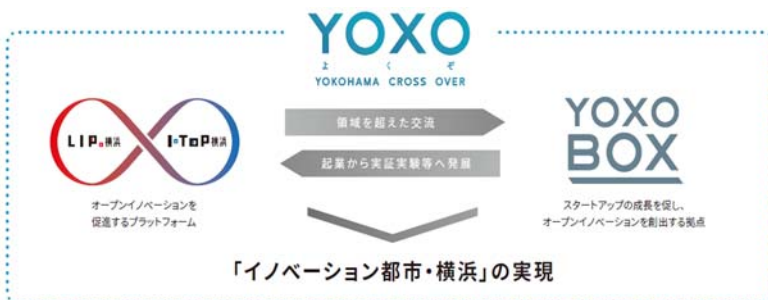 YOXO
よ く ぞ
YOKOHAMA CROSS OVER
LIP.横浜 I·TOP横浜
オープンイノベーションを
促進するプラットフォーム
領域を超えた交流
起業から実証実験等へ発展
YOXO
BOX
スタートアップの成長を促し、
オープンイノベーションを創出する拠点
「イノベーション都市・横浜」の実現